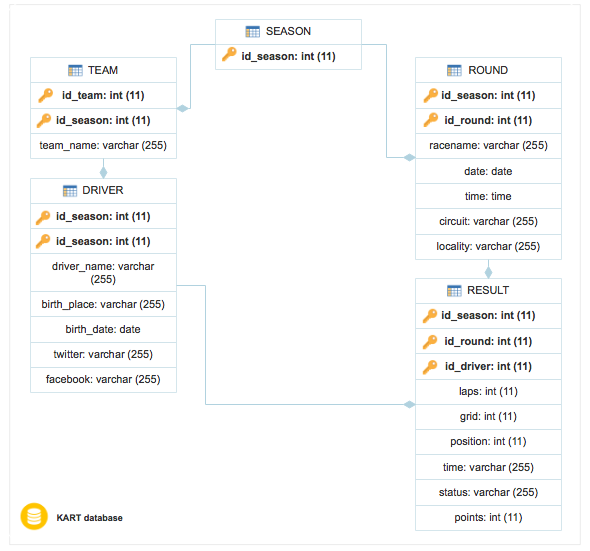 SEASON
id_season: int (11)
TEAM
id_team: int (11)
id_season: int (11)
team_name: varchar (255)
DRIVER
id_season: int (11)
id_season: int (11)
driver_name: varchar
(255)
birth_place: varchar (255)
birth_date: date
twitter: varchar (255)
facebook: varchar (255)
ROUND
id_season: int (11)
id_round: int (11)
racename: varchar (255)
date: date
time: time
circuit: varchar (255)
locality: varchar (255)
RESULT
id_season: int (11)
id_round: int (11)
id_driver: int (11)
laps: int (11)
grid: int (11)
position: int (11)
time: varchar (255)
status: varchar (255)
points: int (11)
KART database